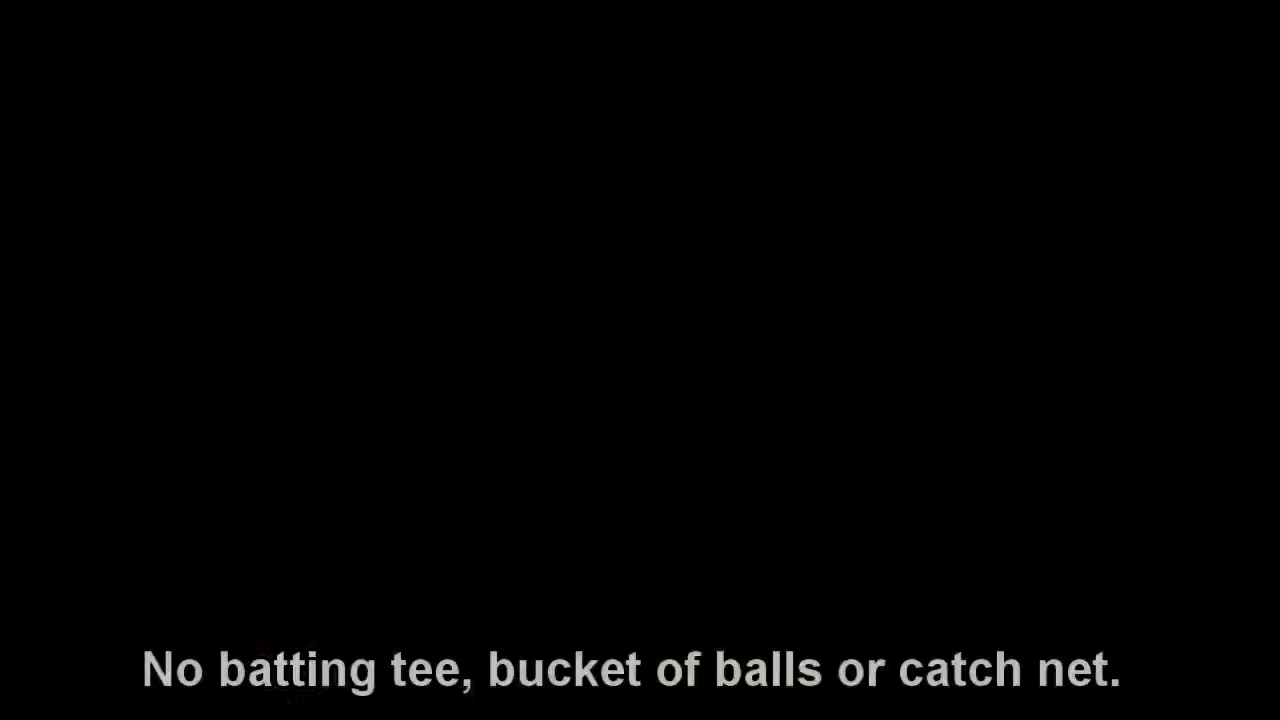 No batting tee, bucket of balls or catch net.